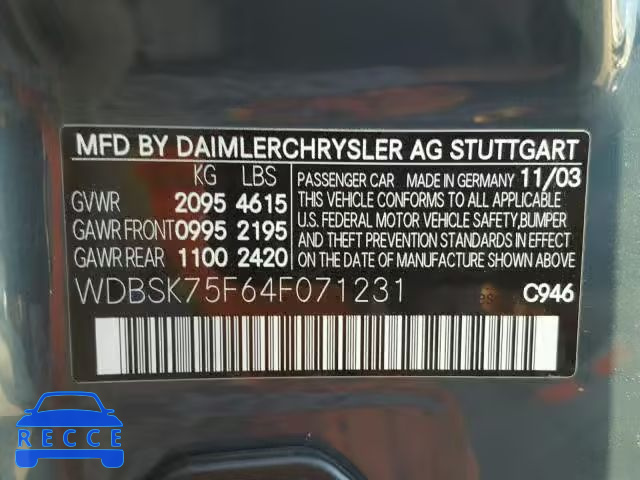 MFD BY DAIMLERCHRYSLER AG STUTTGART
KG LBS
GVWR 2095 4615
GAWR FRONT 0995 2195
GAWR REAR 1100 2420
PASSENGER CAR MADE IN GERMANY 11/03
THIS VEHICLE CONFORMS TO ALL APPLICABLE
U.S. FEDERAL MOTOR VEHICLE SAFETY,BUMPER
AND THEFT PREVENTION STANDARDS IN EFFECT
ON THE DATE OF MANUFACTURE SHOWN ABOVE.
WDBSK75F64F071231
C946
RECCE